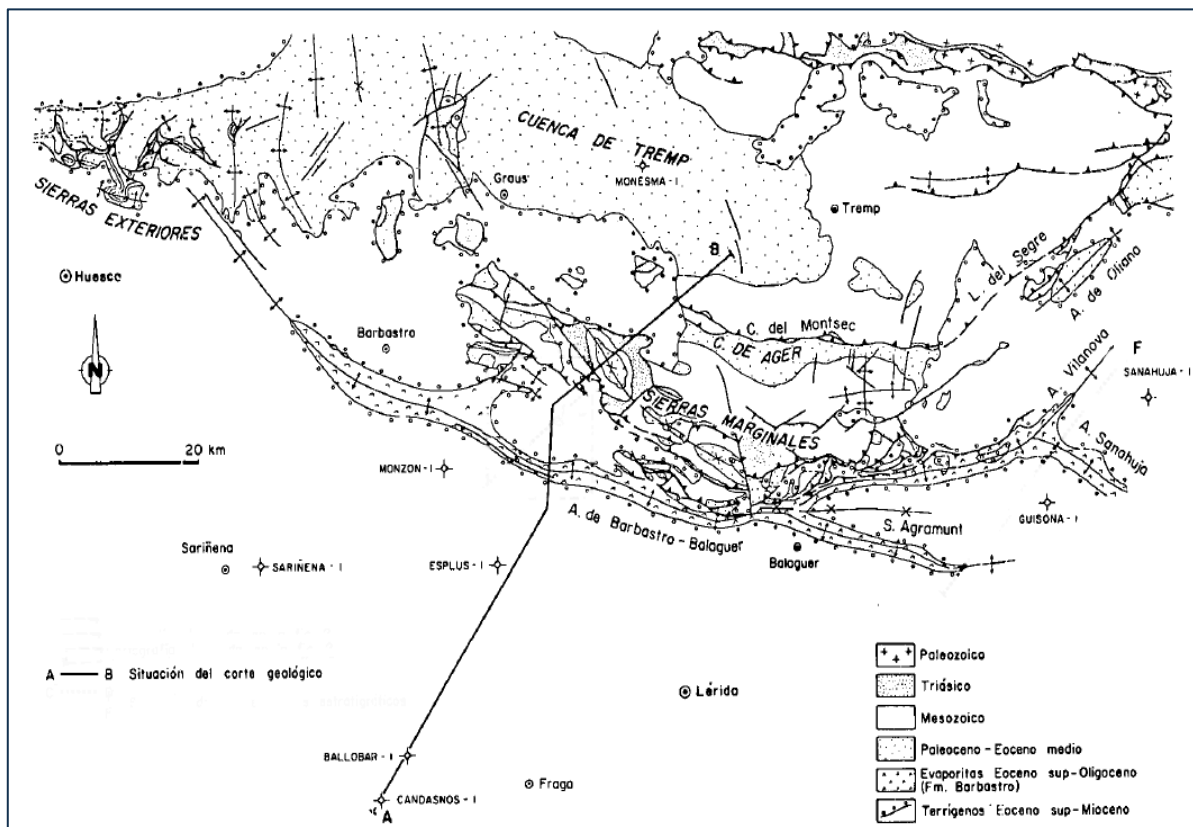 CUENCA DE TREMP
MONESMA-I
Graus
Tremp
SIERRAS EXTERIORES
B
L. del Segre
A. de Oliana
Huesca
C. del Montsec
C. DE AGER
Barbastro
A. Vilanova
F
SANAHUJA-I
N
SIERRAS MARGINALES
A. Sanahuja
0 20 km
MONZON-I
A. de Barbastro-Balaguer
S. Agramunt
GUISONA-I
Balaguer
Sariñena
SARIÑENA-I
ESPLUS-I
A B Situación del corte geológico
Lérida
BALLOBAR-I
Fraga
CANDASNOS-I
A
Paleozoico
Triásico
Mesozoico
Paleoceno-Eoceno medio
Evaporitas Eoceno sup-Oligoceno
(Fm. Barbastro)
Terrígenos Eoceno sup-Mioceno